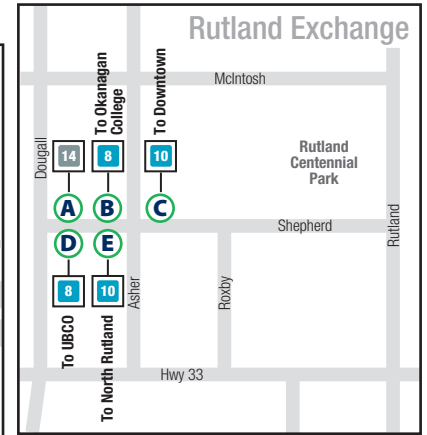 Rutland Exchange
McIntosh
Dougall
14
To Okanagan
College
8
To Downtown
10
Rutland
Centennial
Park
A
B
C
Shepherd
Rutland
D
E
8
10
Asher
Roxby
To UBCO
To North Rutland
Hwy 33